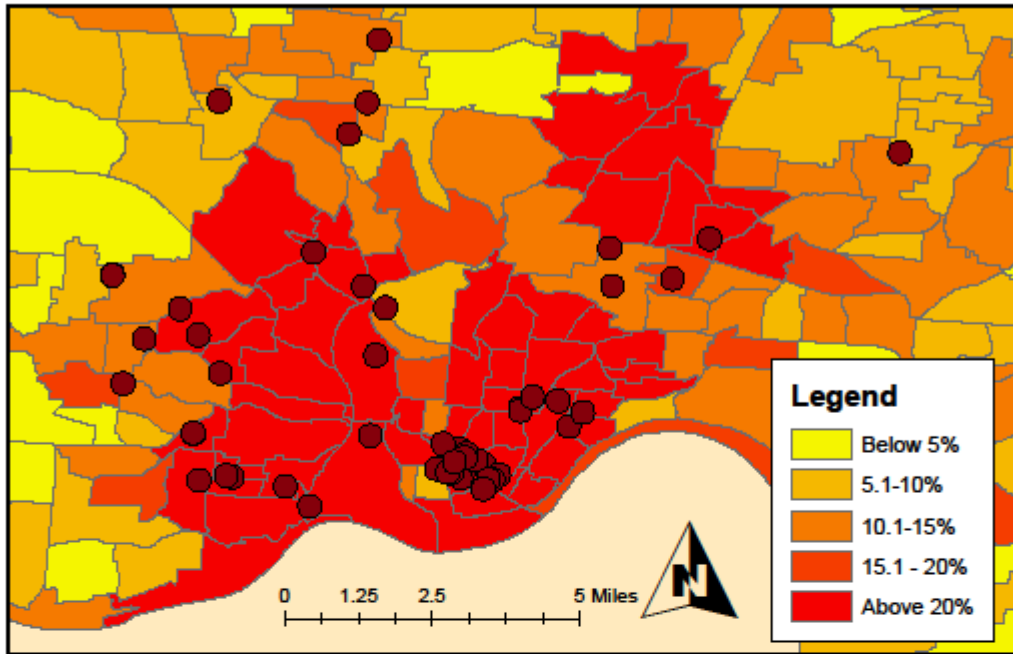 Legend
Below 5%
5.1-10%
10.1-15%
15.1 - 20%
Above 20%
N
0 1.25 2.5 5 Miles